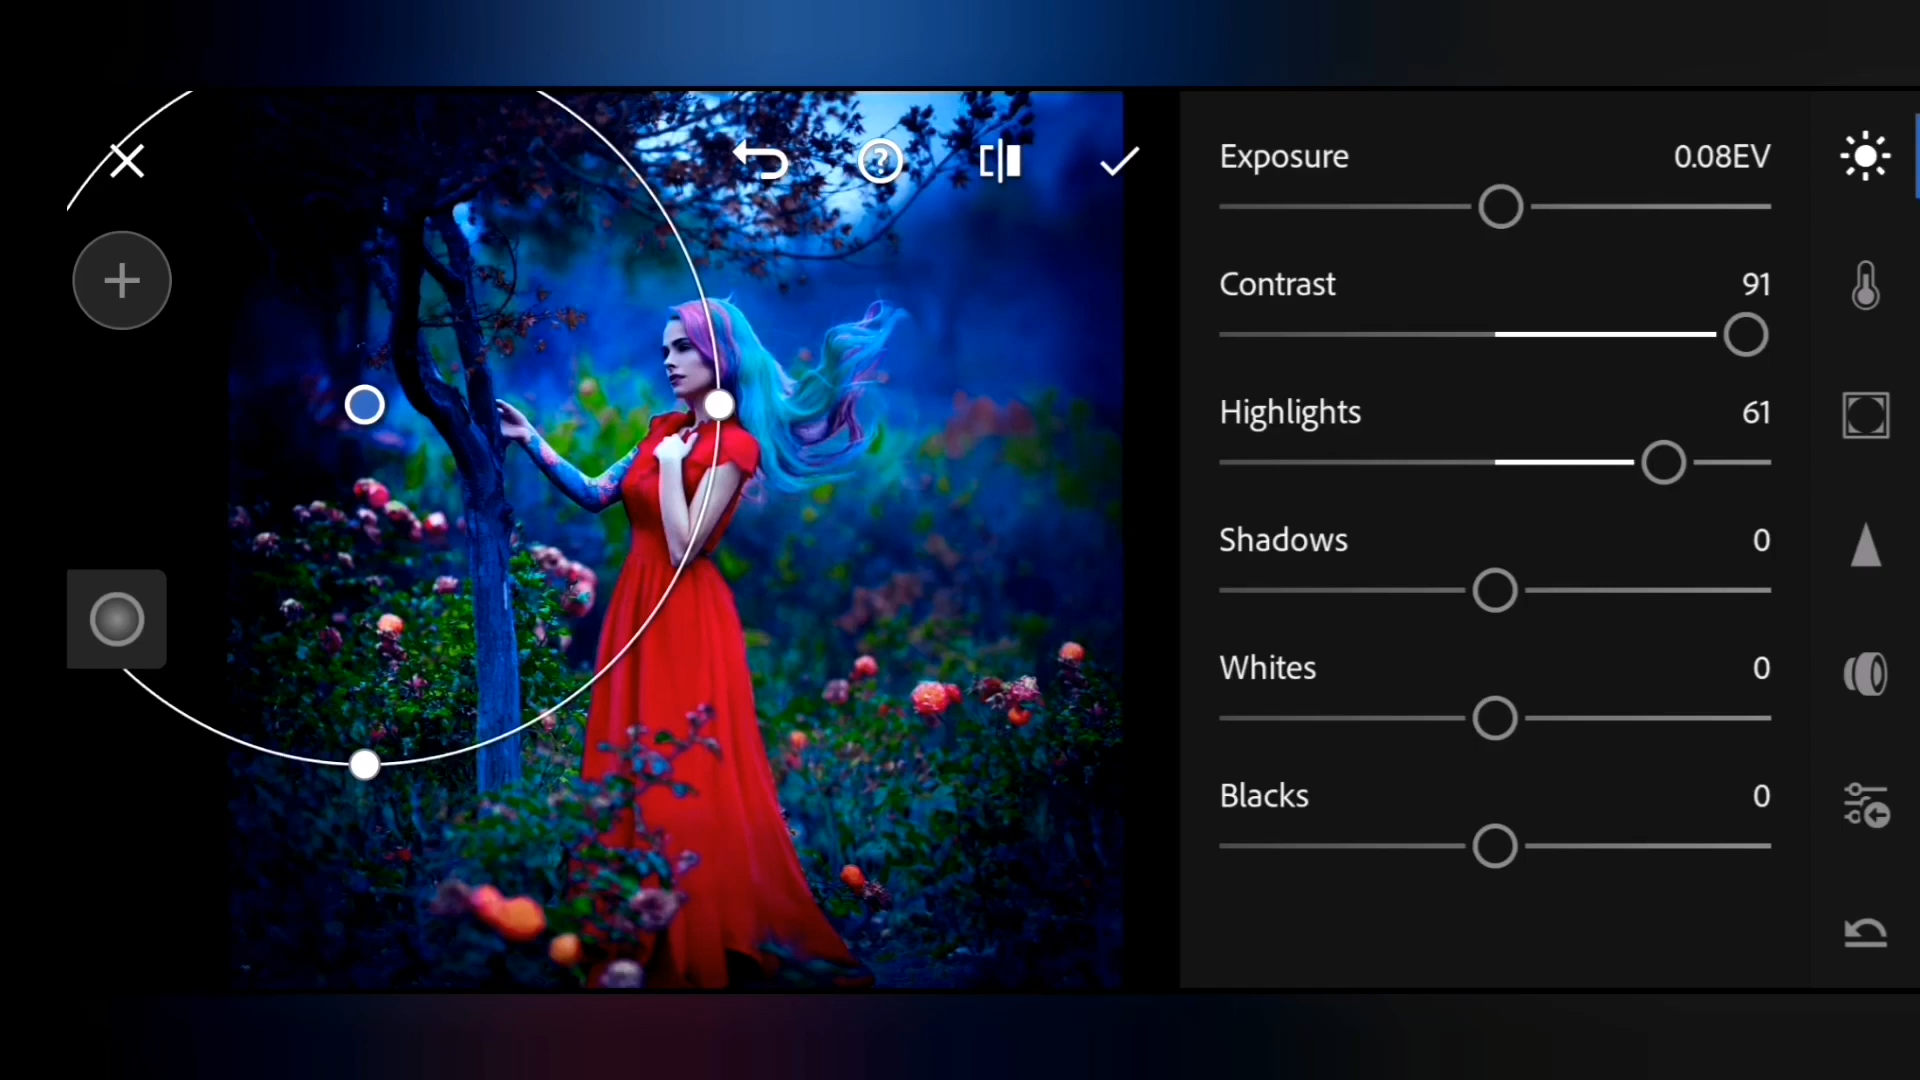 Exposure 0.08EV
Contrast 91
Highlights 61
Shadows 0
Whites 0
Blacks 0